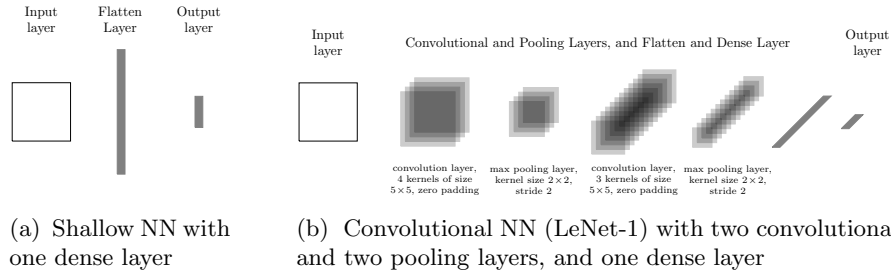 Input
layer
Flatten
Layer
Output
layer
(a) Shallow NN with
one dense layer
Input
layer
Convolutional and Pooling Layers, and Flatten and Dense Layer
Output
layer
convolution layer,
4 kernels of size
5×5, zero padding
max pooling layer,
kernel size 2×2,
stride 2
convolution layer,
3 kernels of size
5×5, zero padding
max pooling layer,
kernel size 2×2,
stride 2
(b) Convolutional NN (LeNet-1) with two convolutiona
and two pooling layers, and one dense layer